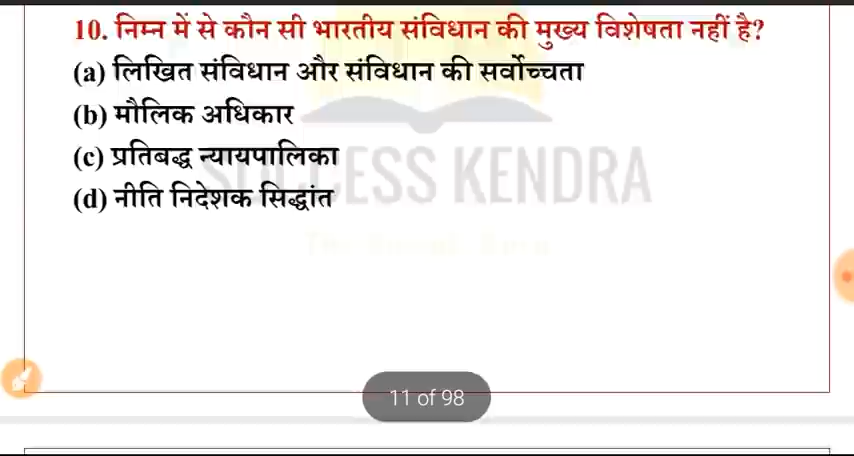 10. निम्न में से कौन सी भारतीय संविधान की मुख्य विशेषता नहीं है?
(a) लिखित संविधान और संविधान की सर्वोच्चता
(b) मौलिक अधिकार
(c) प्रतिबद्ध न्यायपालिका
(d) नीति निदेशक सिद्धांत
SUCCESS KENDRA
11 of 98